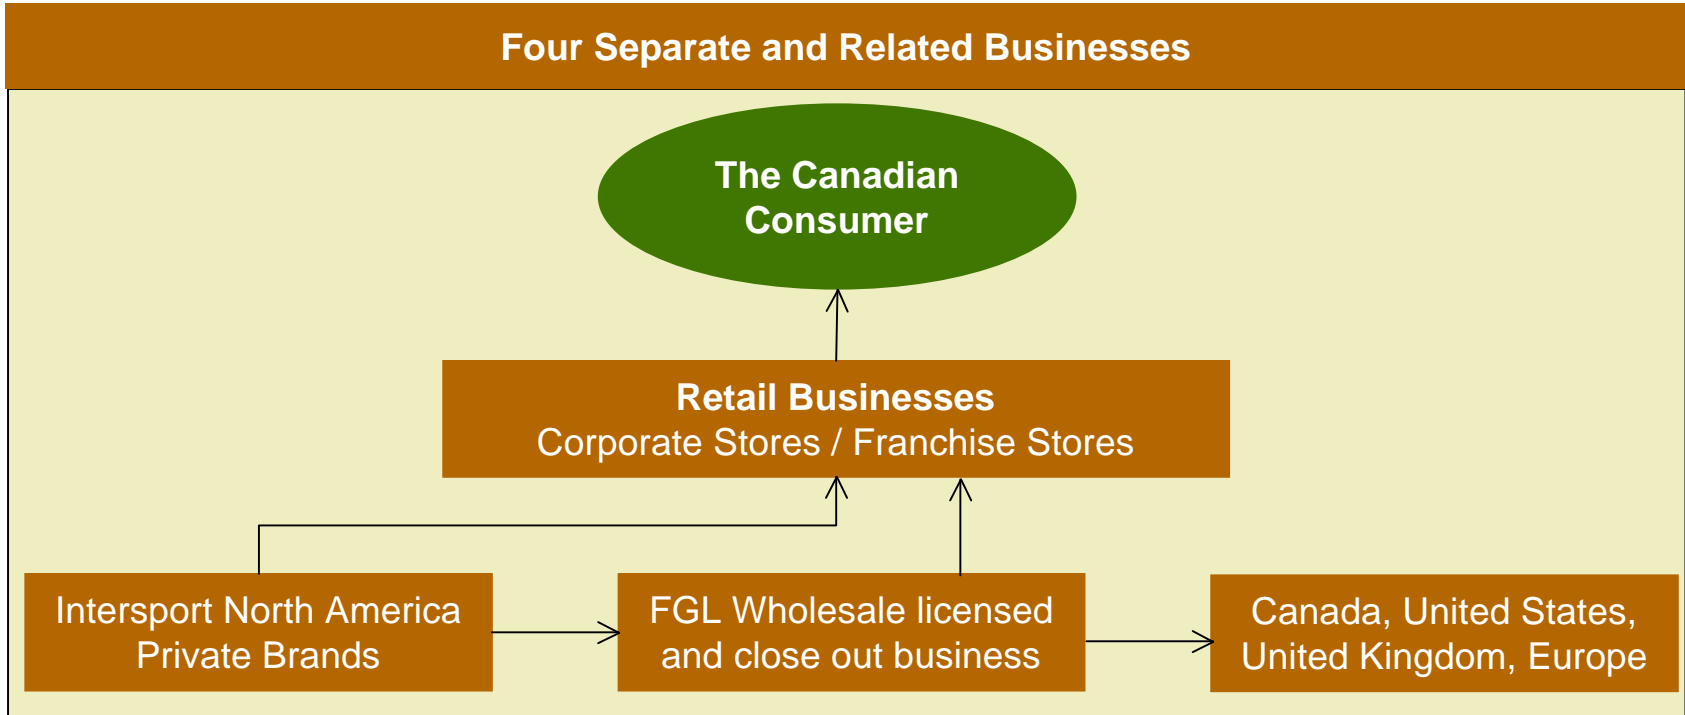 Four Separate and Related Businesses
The Canadian
Consumer
Retail Businesses
Corporate Stores / Franchise Stores
Intersport North America
Private Brands
FGL Wholesale licensed
and close out business
Canada, United States,
United Kingdom, Europe